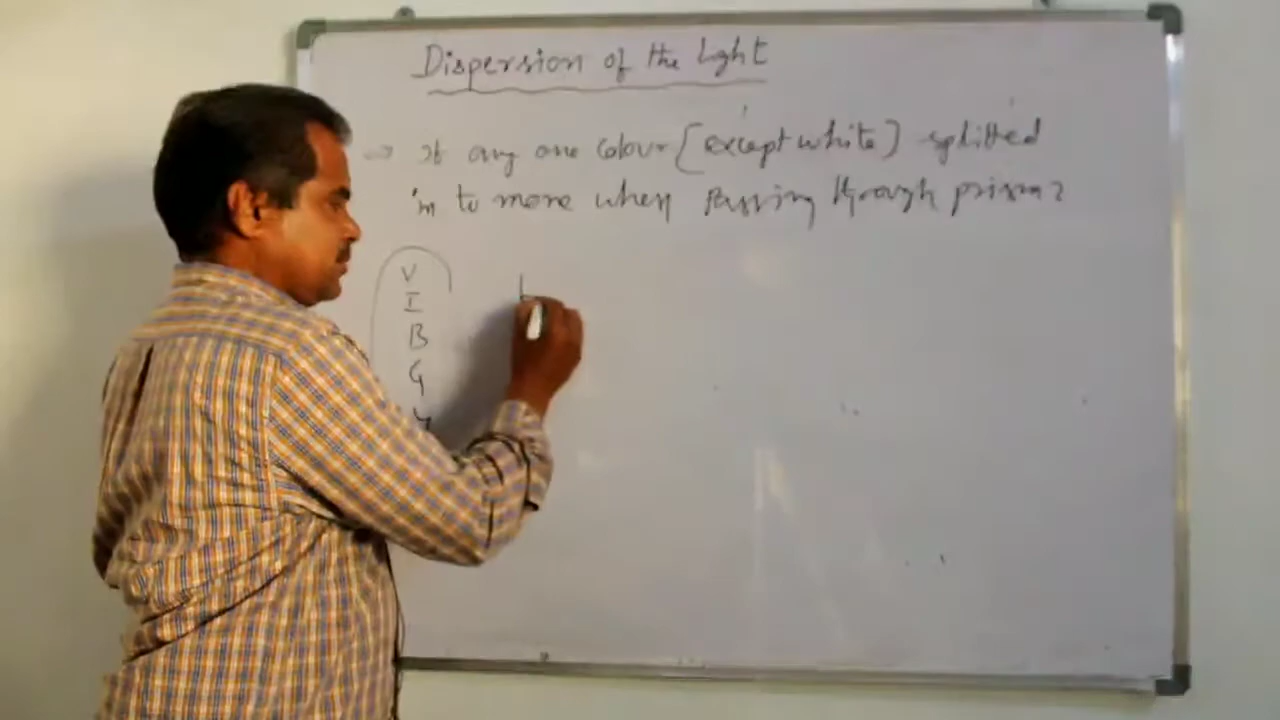 Dispersion of the Light
→ If any one colour [except white] splitted
in to more when passing through prism?
V
I
B
G
Y